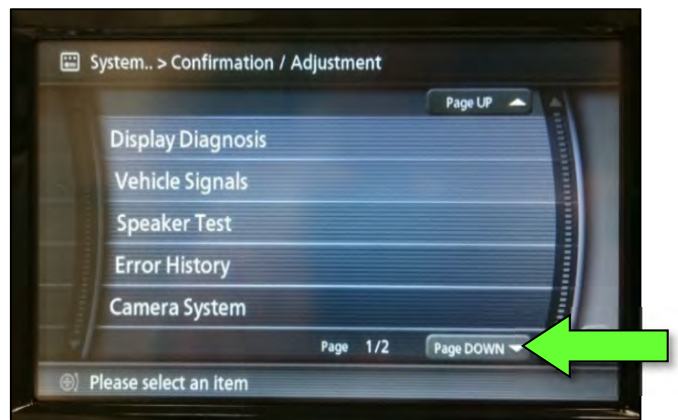 System.. > Confirmation / Adjustment
Page UP
Display Diagnosis
Vehicle Signals
Speaker Test
Error History
Camera System
Page 1/2 Page DOWN
Please select an item